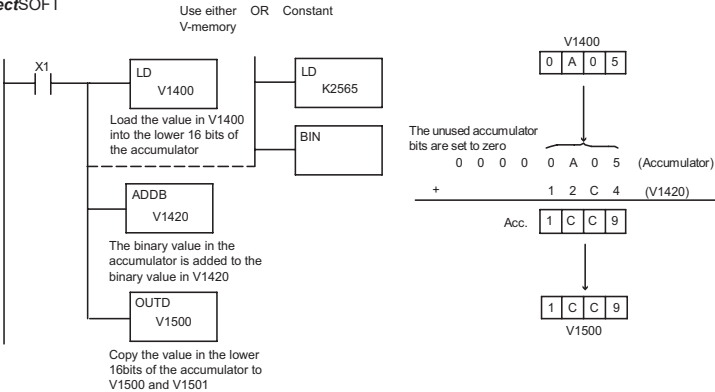 ectSOFT
Use either OR Constant
V-memory
X1
LD
V1400
Load the value in V1400
into the lower 16 bits of
the accumulator
LD
K2565
BIN
ADDB
V1420
The binary value in the
accumulator is added to the
binary value in V1420
OUTD
V1500
Copy the value in the lower
16bits of the accumulator to
V1500 and V1501
V1400
0 A 0 5
The unused accumulator
bits are set to zero
0 0 0 0 0 A 0 5 (Accumulator)
+ 1 2 C 4 (V1420)
Acc. 1 C C 9
1 C C 9
V1500